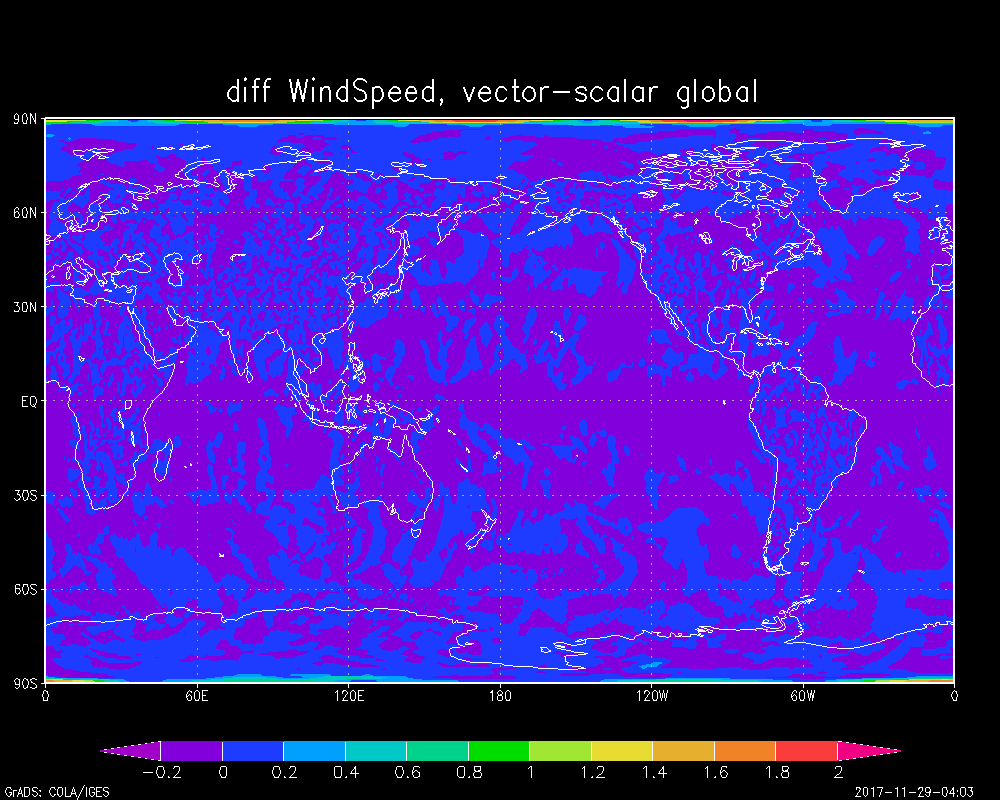 diff WindSpeed, vector-scalar global
90N
60N
30N
EQ
30S
60S
90S
0 60E 120E 180 120W 60W 0
-0.2 0 0.2 0.4 0.6 0.8 1 1.2 1.4 1.6 1.8 2
GrADS: COLA/IGES 2017-11-29-04:03